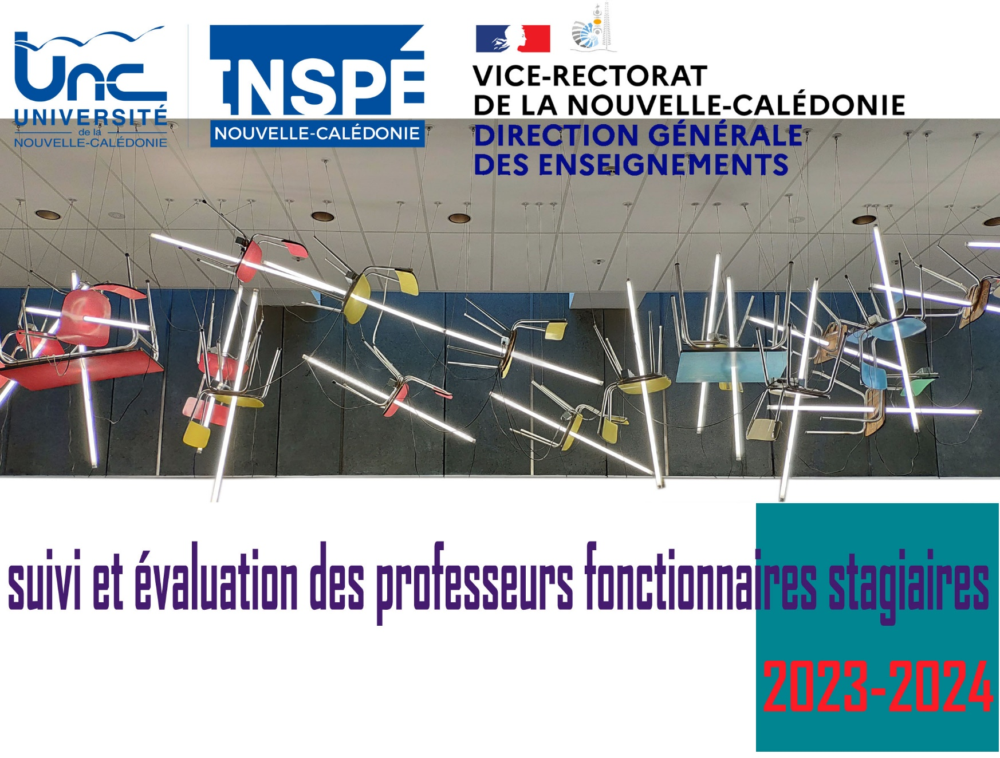 Unc
UNIVERSITÉ
de la
NOUVELLE-CALÉDONIE
INSPÉ
NOUVELLE-CALÉDONIE
VICE-RECTORAT
DE LA NOUVELLE-CALÉDONIE
DIRECTION GÉNÉRALE
DES ENSEIGNEMENTS
suivi et évaluation des professeurs fonctionnaires stagiaires
2023-2024